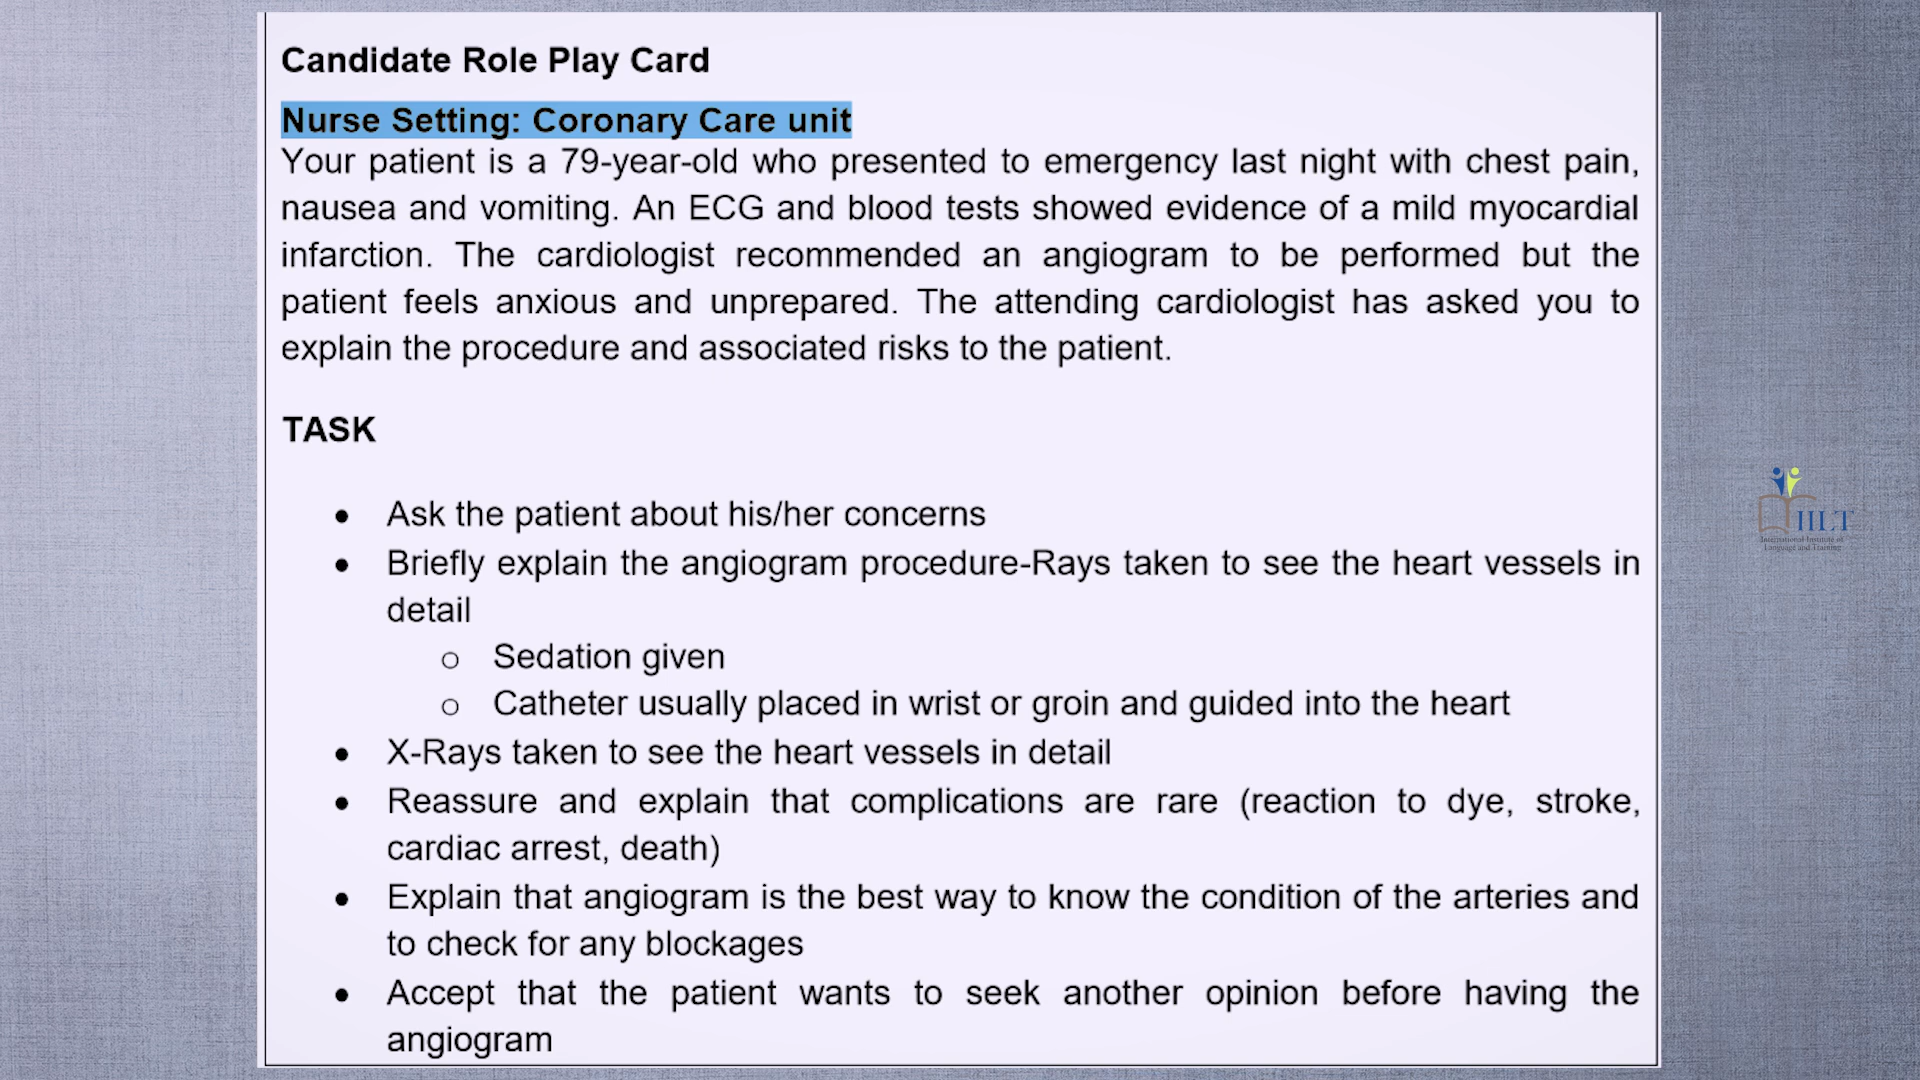 Candidate Role Play Card
Nurse Setting: Coronary Care unit
Your patient is a 79-year-old who presented to emergency last night with chest pain,
nausea and vomiting. An ECG and blood tests showed evidence of a mild myocardial
infarction. The cardiologist recommended an angiogram to be performed but the
patient feels anxious and unprepared. The attending cardiologist has asked you to
explain the procedure and associated risks to the patient.
TASK
• Ask the patient about his/her concerns
• Briefly explain the angiogram procedure-Rays taken to see the heart vessels in
detail
o Sedation given
o Catheter usually placed in wrist or groin and guided into the heart
• X-Rays taken to see the heart vessels in detail
• Reassure and explain that complications are rare (reaction to dye, stroke,
cardiac arrest, death)
• Explain that angiogram is the best way to know the condition of the arteries and
to check for any blockages
• Accept that the patient wants to seek another opinion before having the
angiogram
IILT
International Institute of
Language and Training